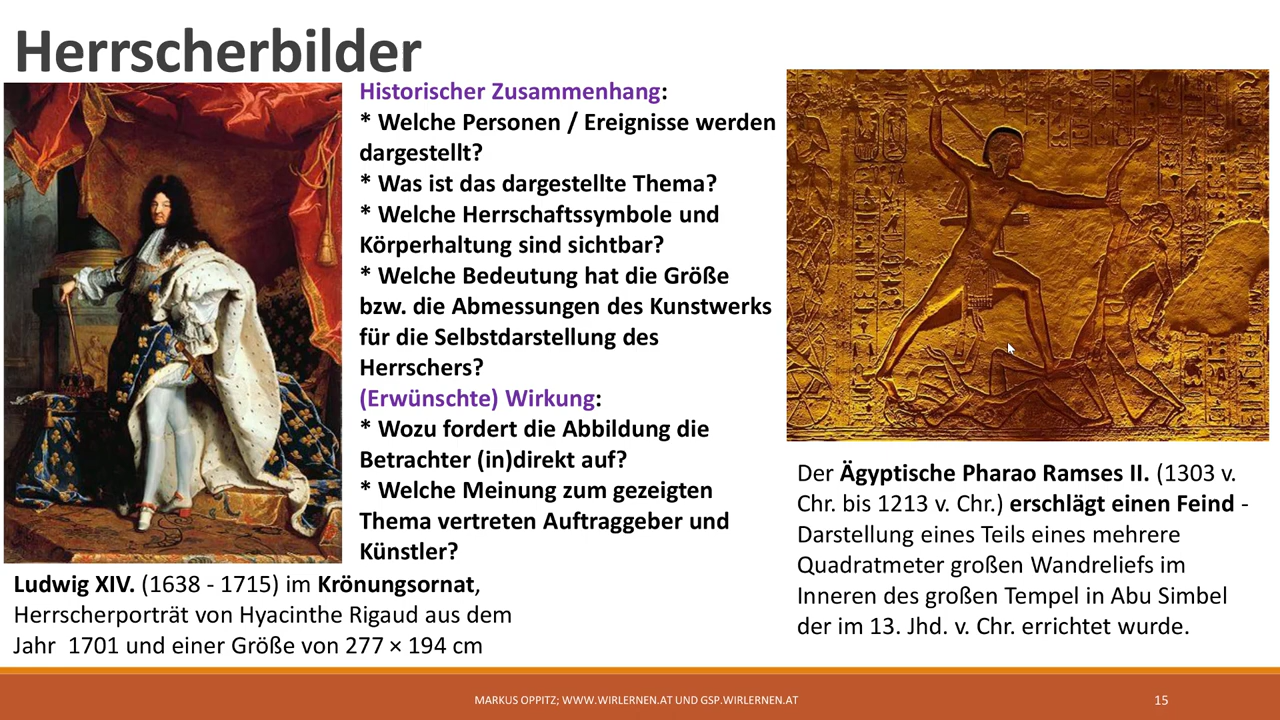 Herrscherbilder
Historischer Zusammenhang:
* Welche Personen / Ereignisse werden
dargestellt?
* Was ist das dargestellte Thema?
* Welche Herrschaftssymbole und
Körperhaltung sind sichtbar?
* Welche Bedeutung hat die Größe
bzw. die Abmessungen des Kunstwerks
für die Selbstdarstellung des
Herrschers?
(Erwünschte) Wirkung:
* Wozu fordert die Abbildung die
Betrachter (in)direkt auf?
* Welche Meinung zum gezeigten
Thema vertreten Auftraggeber und
Künstler?
Ludwig XIV. (1638 - 1715) im Krönungsornat,
Herrscherporträt von Hyacinthe Rigaud aus dem
Jahr 1701 und einer Größe von 277 × 194 cm
Der Ägyptische Pharao Ramses II. (1303 v.
Chr. bis 1213 v. Chr.) erschlägt einen Feind -
Darstellung eines Teils eines mehrere
Quadratmeter großen Wandreliefs im
Inneren des großen Tempel in Abu Simbel
der im 13. Jhd. v. Chr. errichtet wurde.
MARKUS OPPITZ; WWW.WIRLERNEN.AT UND GSP.WIRLERNEN.AT
15